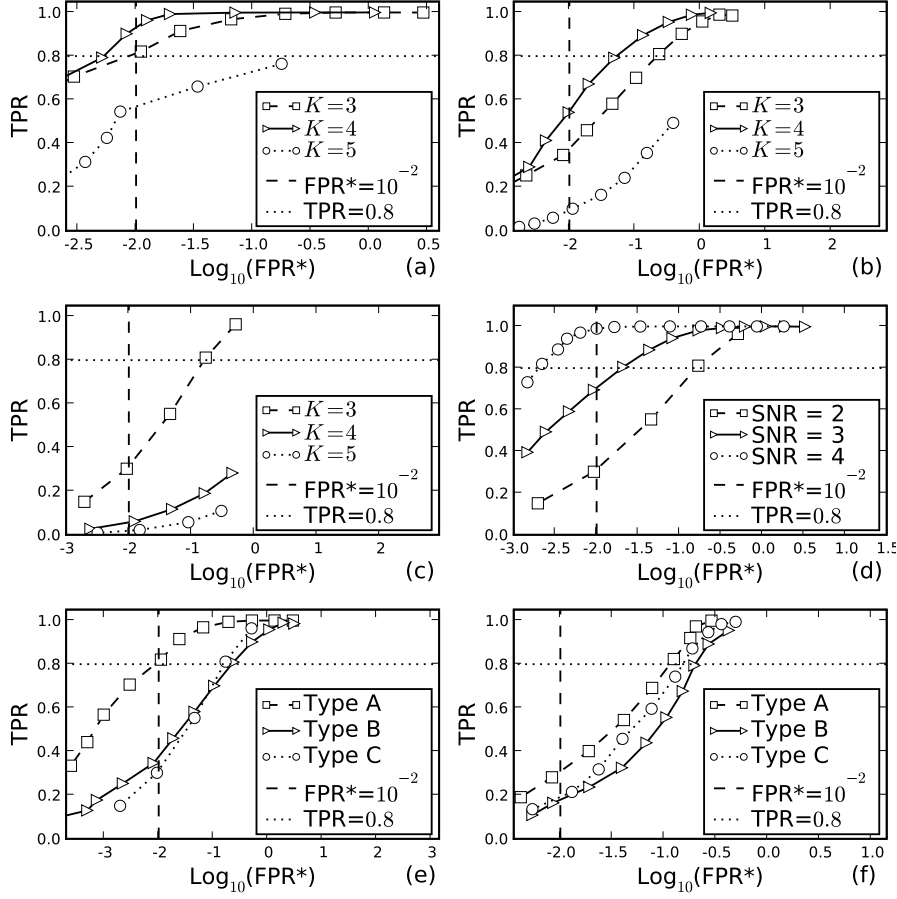 1.0
0.8
0.6
0.4
0.2
0.0
TPR
K=3
K=4
K=5
FPR*=10⁻²
TPR=0.8
-2.5 -2.0 -1.5 -1.0 -0.5 0.0 0.5
Log₁₀(FPR*) (a)
1.0
0.8
0.6
0.4
0.2
0.0
TPR
K=3
K=4
K=5
FPR*=10⁻²
TPR=0.8
-2 -1 0 1 2
Log₁₀(FPR*) (b)
1.0
0.8
0.6
0.4
0.2
0.0
TPR
K=3
K=4
K=5
FPR*=10⁻²
TPR=0.8
-3 -2 -1 0 1 2
Log₁₀(FPR*) (c)
1.0
0.8
0.6
0.4
0.2
0.0
TPR
SNR = 2
SNR = 3
SNR = 4
FPR*=10⁻²
TPR=0.8
-3.0 -2.5 -2.0 -1.5 -1.0 -0.5 0.0 0.5 1.0 1.5
Log₁₀(FPR*) (d)
1.0
0.8
0.6
0.4
0.2
0.0
TPR
Type A
Type B
Type C
FPR*=10⁻²
TPR=0.8
-3 -2 -1 0 1 2 3
Log₁₀(FPR*) (e)
1.0
0.8
0.6
0.4
0.2
0.0
TPR
Type A
Type B
Type C
FPR*=10⁻²
TPR=0.8
-2.0 -1.5 -1.0 -0.5 0.0 0.5 1.0
Log₁₀(FPR*) (f)